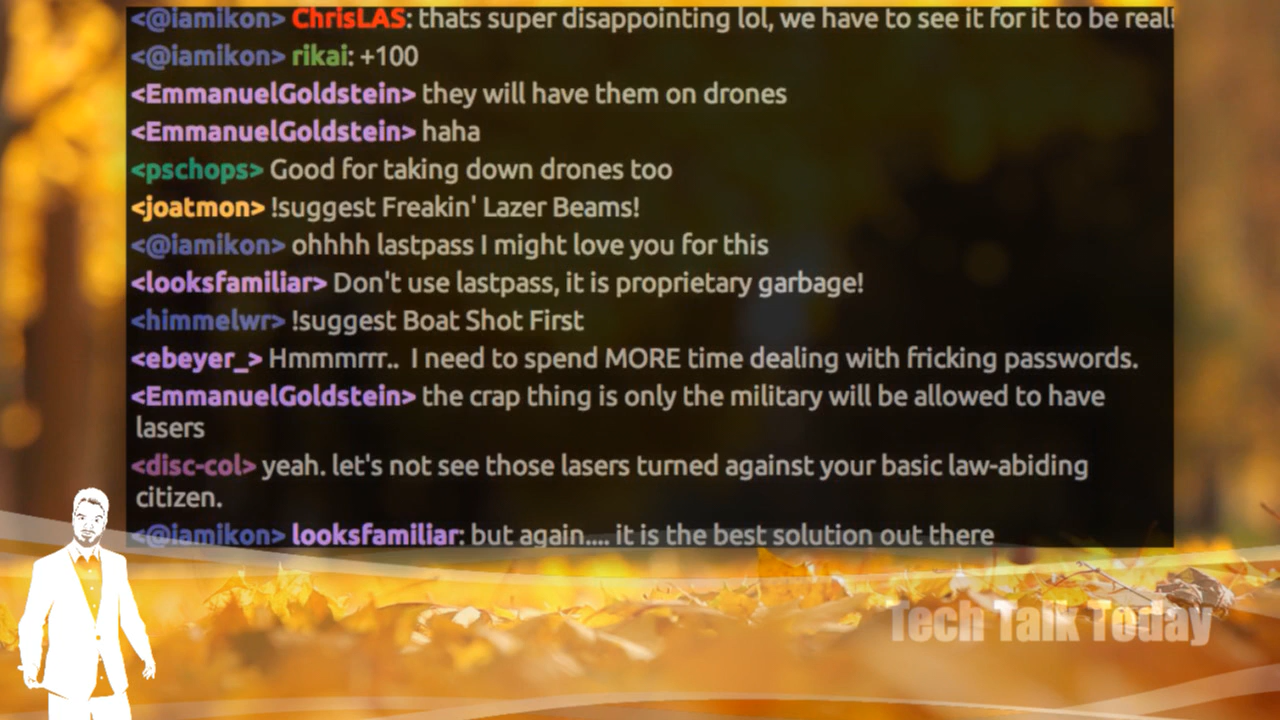 <@iamikon> ChrisLAS: thats super disappointing lol, we have to see it for it to be real!
<@iamikon> rikai: +100
<EmmanuelGoldstein> they will have them on drones
<EmmanuelGoldstein> haha
<pschops> Good for taking down drones too
<joatmon> !suggest Freakin' Lazer Beams!
<@iamikon> ohhhh lastpass I might love you for this
<looksfamiliar> Don't use lastpass, it is proprietary garbage!
<himmelwr> !suggest Boat Shot First
<ebeyer_> Hmmmrrr.. I need to spend MORE time dealing with fricking passwords.
<EmmanuelGoldstein> the crap thing is only the military will be allowed to have
lasers
<disc-col> yeah. let's not see those lasers turned against your basic law-abiding
citizen.
<@iamikon> looksfamiliar: but again.... it is the best solution out there
Tech Talk Today